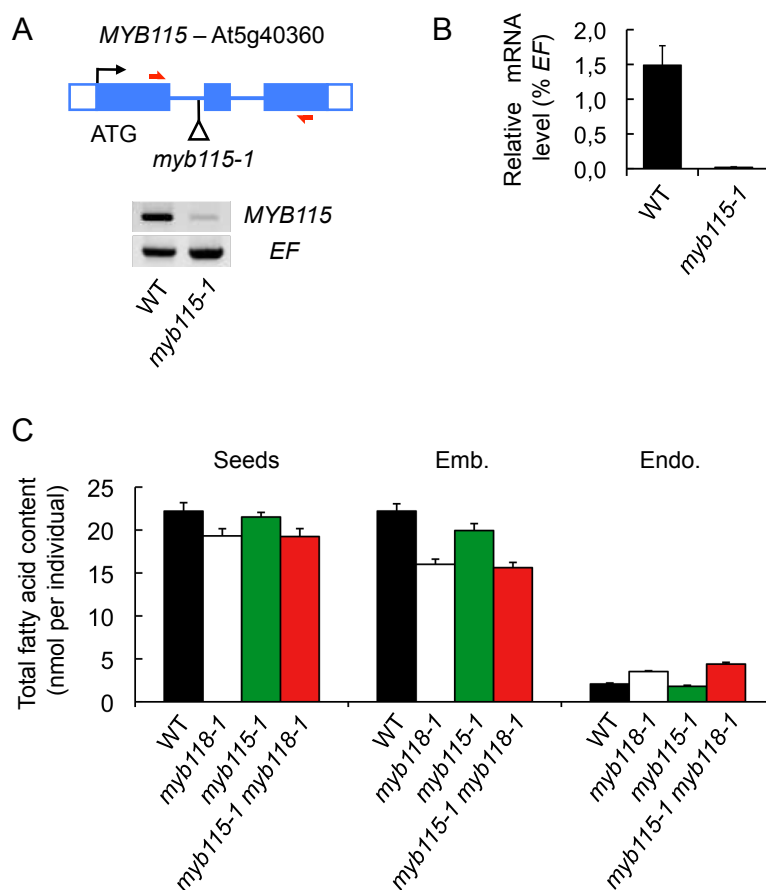 A
MYB115 – At5g40360
ATG
myb115-1
MYB115
EF
WT
myb115-1
B
Relative mRNA
level (% EF)
2,0
1,5
1,0
0,5
0,0
WT
myb115-1
C
Seeds
Emb.
Endo.
Total fatty acid content
(nmol per individual)
25
20
15
10
5
0
WT
myb118-1
myb115-1
myb115-1 myb118-1
WT
myb118-1
myb115-1
myb115-1 myb118-1
WT
myb118-1
myb115-1
myb115-1 myb118-1